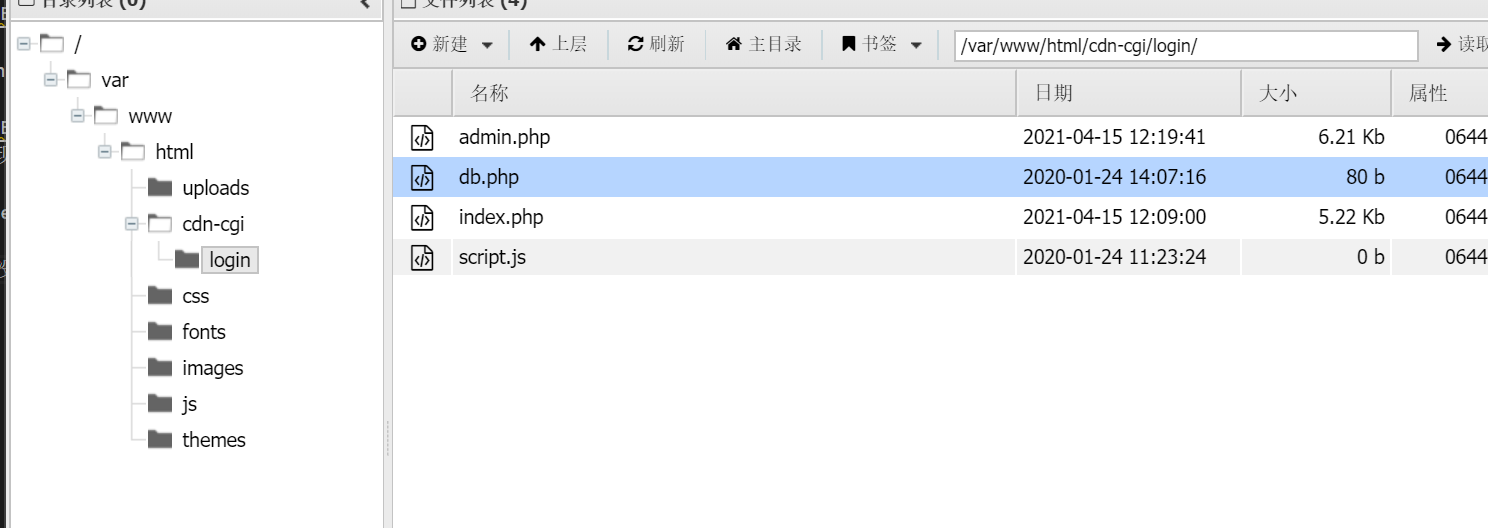 目录列表 (0)
文件列表 (4)
新建 上层 刷新 主目录 书签 /var/www/html/cdn-cgi/login/ 读取
/
var
www
html
uploads
cdn-cgi
login
css
fonts
images
js
themes
名称 日期 大小 属性
admin.php 2021-04-15 12:19:41 6.21 Kb 0644
db.php 2020-01-24 14:07:16 80 b 0644
index.php 2021-04-15 12:09:00 5.22 Kb 0644
script.js 2020-01-24 11:23:24 0 b 0644